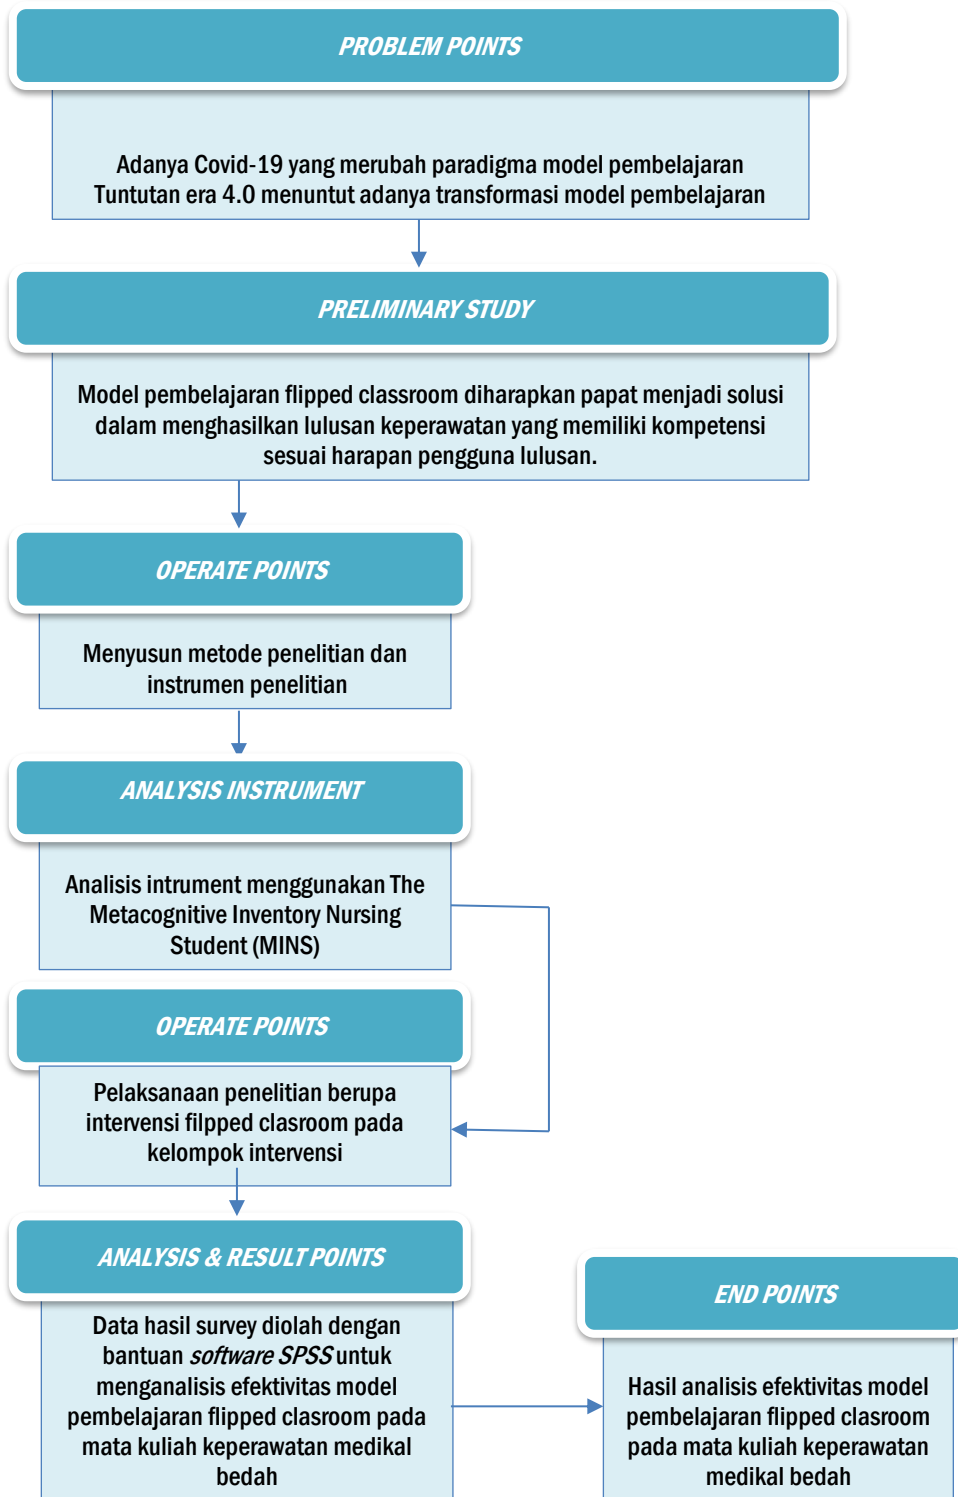 PROBLEM POINTS
Adanya Covid-19 yang merubah paradigma model pembelajaran
Tuntutan era 4.0 menuntut adanya transformasi model pembelajaran
PRELIMINARY STUDY
Model pembelajaran flipped classroom diharapkan papat menjadi solusi
dalam menghasilkan lulusan keperawatan yang memiliki kompetensi
sesuai harapan pengguna lulusan.
OPERATE POINTS
Menyusun metode penelitian dan
instrumen penelitian
ANALYSIS INSTRUMENT
Analisis intrument menggunakan The
Metacognitive Inventory Nursing
Student (MINS)
OPERATE POINTS
Pelaksanaan penelitian berupa
intervensi filpped clasroom pada
kelompok intervensi
ANALYSIS & RESULT POINTS
Data hasil survey diolah dengan
bantuan software SPSS untuk
menganalisis efektivitas model
pembelajaran flipped clasroom pada
mata kuliah keperawatan medikal
bedah
END POINTS
Hasil analisis efektivitas model
pembelajaran flipped clasroom
pada mata kuliah keperawatan
medikal bedah